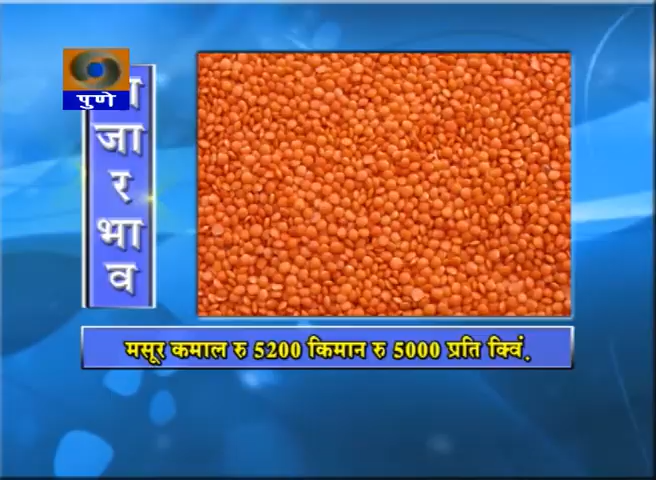 पुणे
जा
र
भा
व
मसूर कमाल रु 5200 किमान रु 5000 प्रति क्विं.